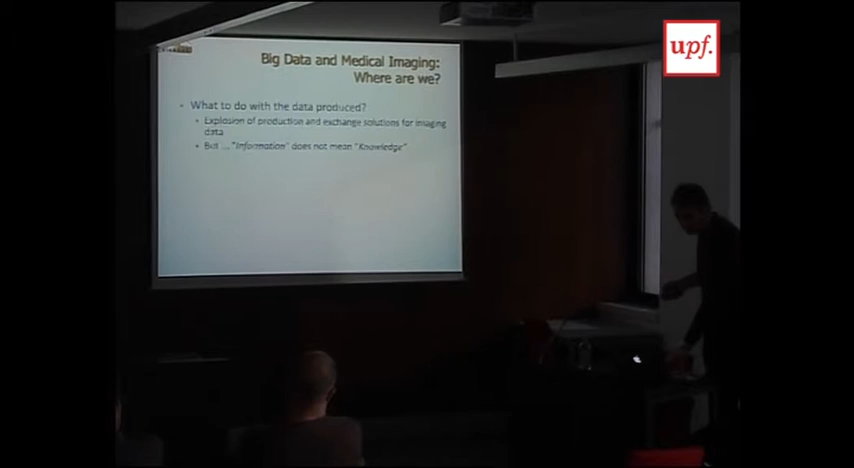 upf.
Big Data and Medical Imaging:
Where are we?
• What to do with the data produced?
• Explosion of production and exchange solutions for imaging
data
• But ... "Information" does not mean "Knowledge"